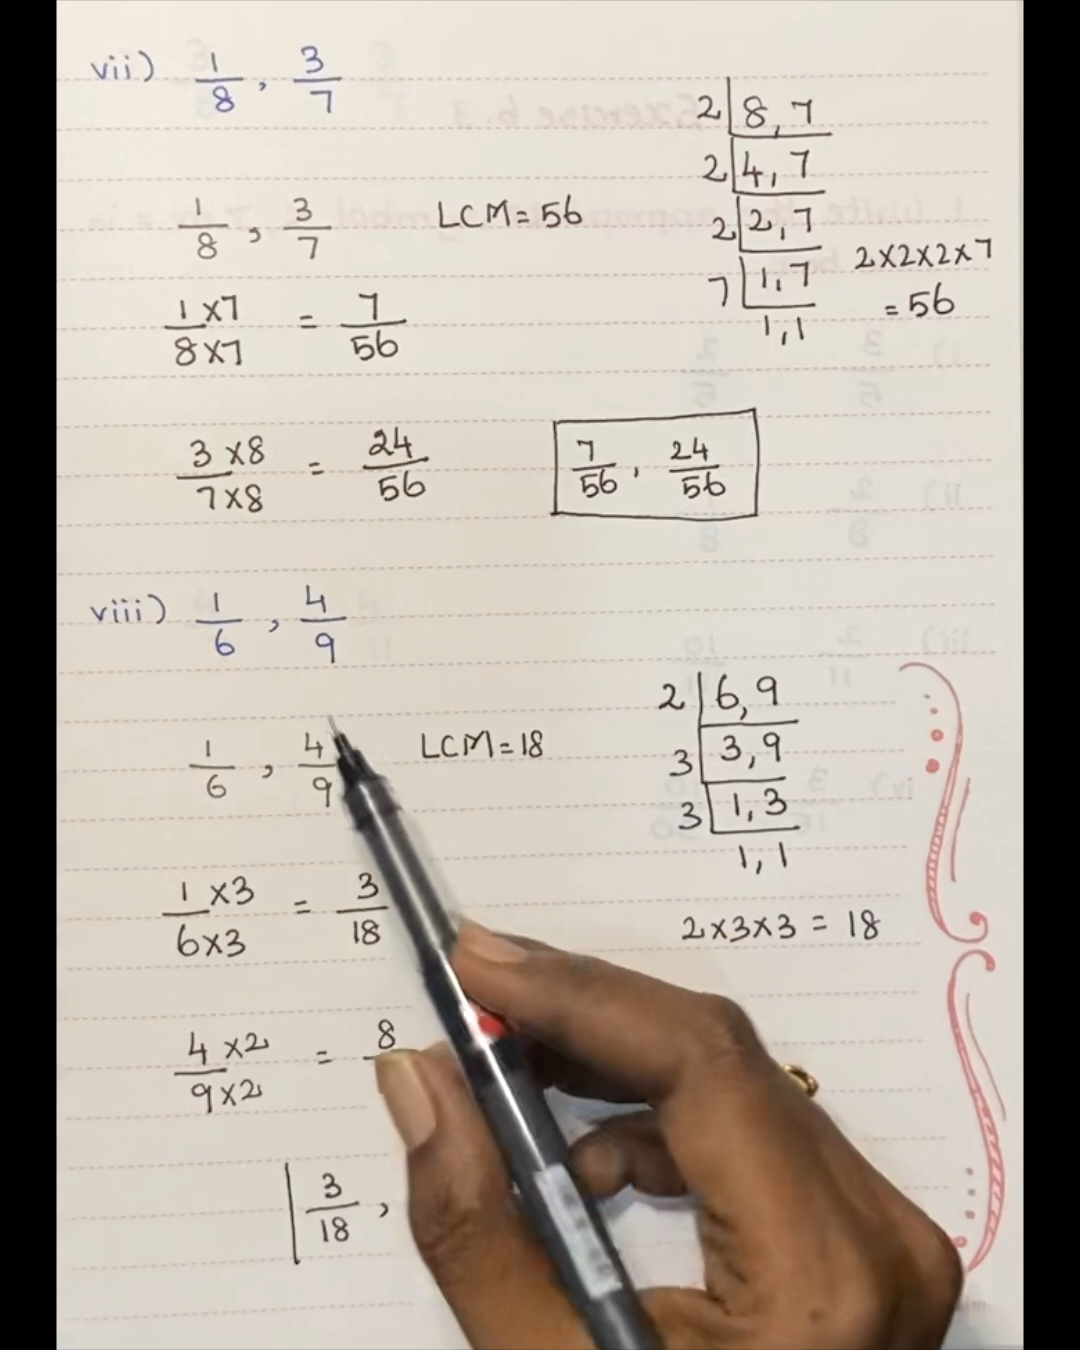 vii) 1/8, 3/7
1/8, 3/7 LCM = 56
1×7/8×7 = 7/56
3×8/7×8 = 24/56
7/56, 24/56
2 | 8, 7
2 | 4, 7
2 | 2, 7
7 | 1, 7
1, 1
2×2×2×7
= 56
viii) 1/6, 4/9
1/6, 4/9 LCM = 18
1×3/6×3 = 3/18
4×2/9×2 = 8
3/18,
2 | 6, 9
3 | 3, 9
3 | 1, 3
1, 1
2×3×3 = 18